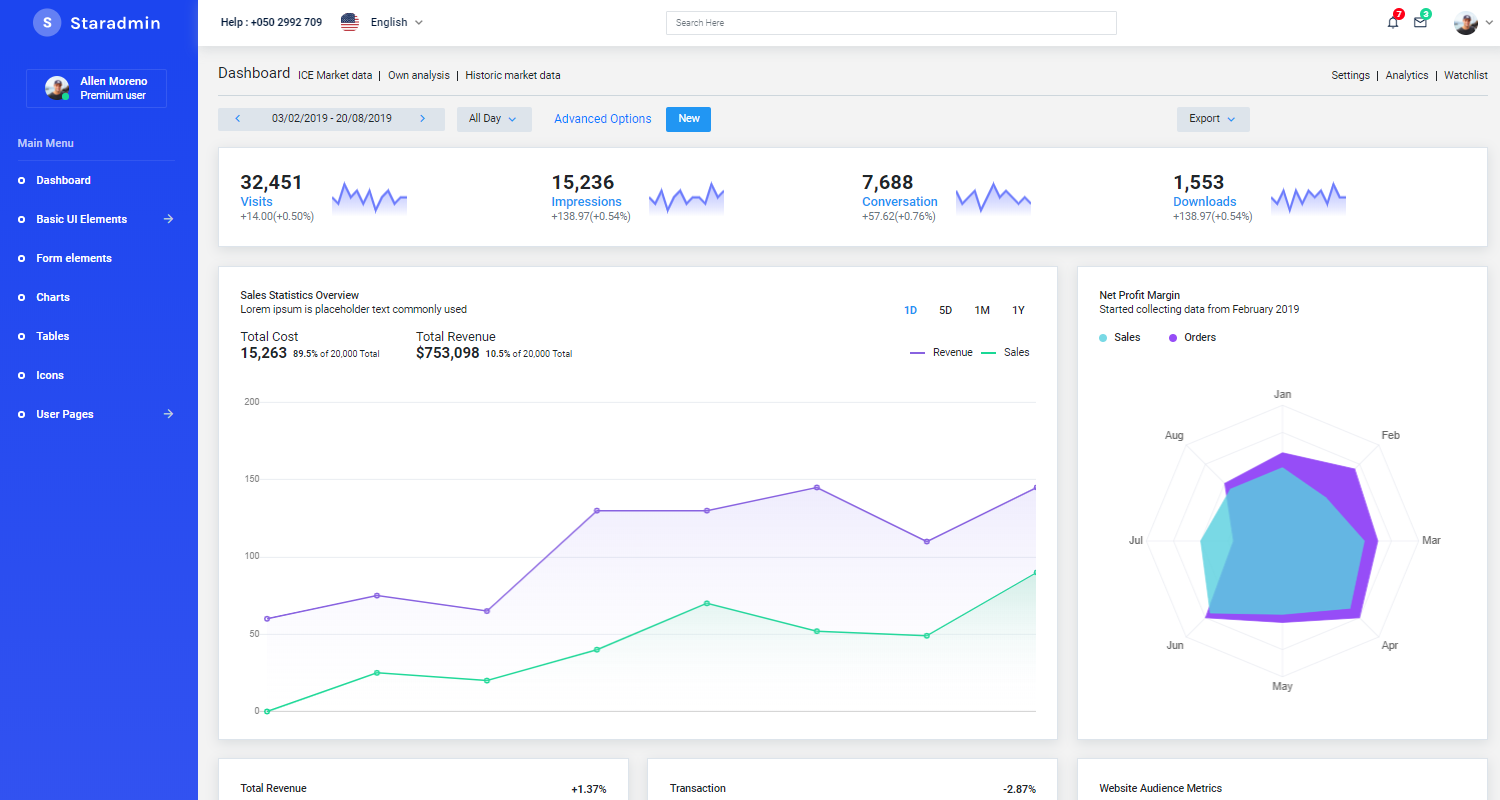 S Staradmin
Help : +050 2992 709 English
Search Here
7 3
Allen Moreno
Premium user
Main Menu
Dashboard
Basic UI Elements
Form elements
Charts
Tables
Icons
User Pages
Dashboard ICE Market data | Own analysis | Historic market data
Settings | Analytics | Watchlist
03/02/2019 - 20/08/2019 All Day Advanced Options New Export
32,451
Visits
+14.00(+0.50%)
15,236
Impressions
+138.97(+0.54%)
7,688
Conversation
+57.62(+0.76%)
1,553
Downloads
+138.97(+0.54%)
Sales Statistics Overview
Lorem ipsum is placeholder text commonly used
1D 5D 1M 1Y
Total Cost
15,263 89.5% of 20,000 Total
Total Revenue
$753,098 10.5% of 20,000 Total
Revenue Sales
200
150
100
50
0
Net Profit Margin
Started collecting data from February 2019
Sales Orders
Jan
Feb
Mar
Apr
May
Jun
Jul
Aug
Total Revenue +1.37%
Transaction -2.87%
Website Audience Metrics